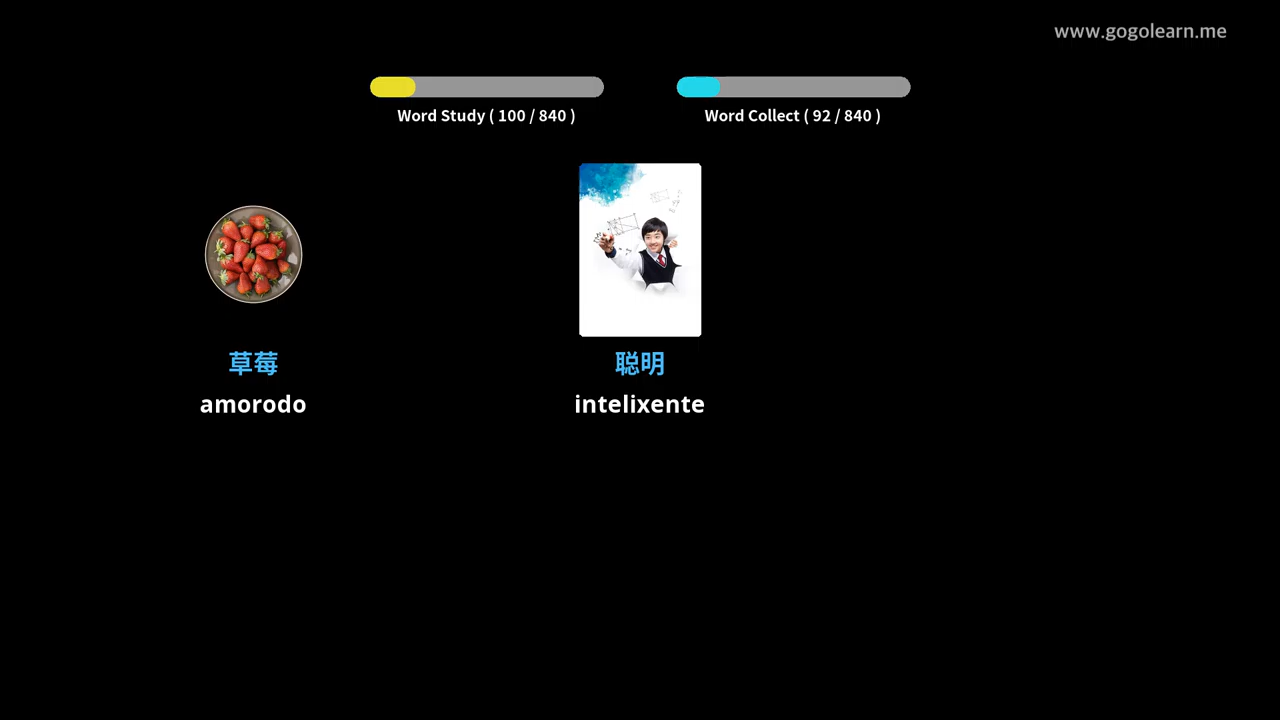 www.gogolearn.me
Word Study ( 100 / 840 )
Word Collect ( 92 / 840 )
草莓
amorodo
聪明
intelixente